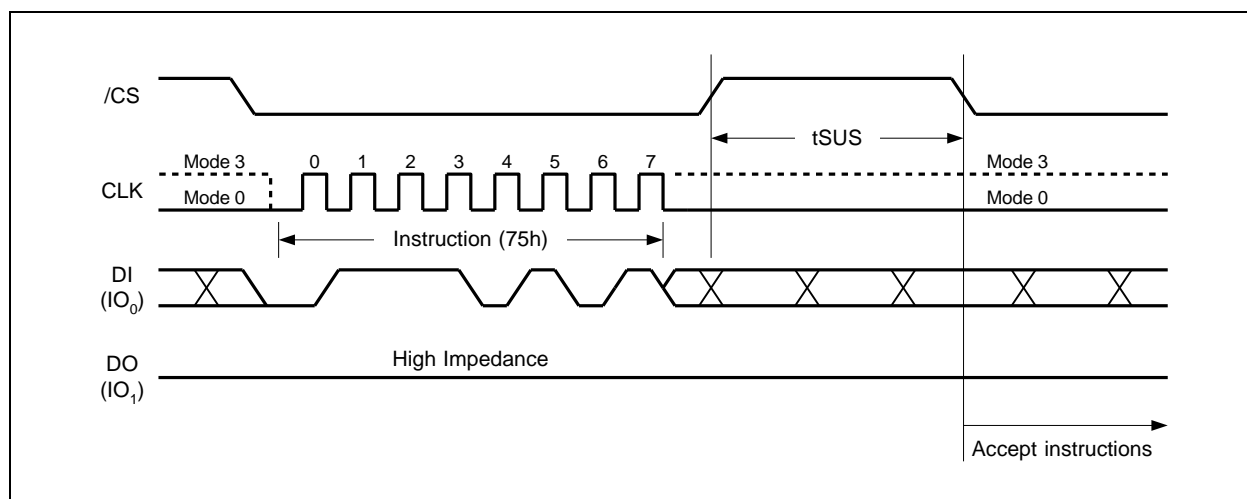 /CS
tSUS
Mode 3
0 1 2 3 4 5 6 7
Mode 3
CLK
Mode 0
Mode 0
Instruction (75h)
DI
(IO0)
DO
High Impedance
(IO1)
Accept instructions